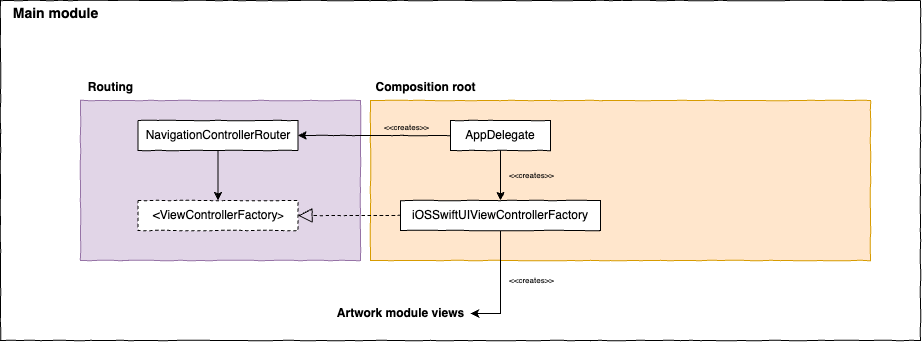 Main module
Routing
Composition root
NavigationControllerRouter
<<creates>>
AppDelegate
<<creates>>
<ViewControllerFactory>
iOSSwiftUIViewControllerFactory
<<creates>>
Artwork module views